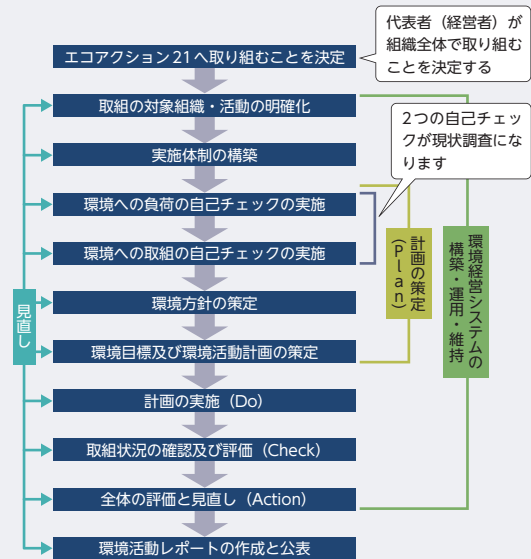 エコアクション21へ取り組むことを決定
代表者（経営者）が
組織全体で取り組む
ことを決定する
取組の対象組織・活動の明確化
2つの自己チェッ
クが現状調査にな
ります
実施体制の構築
環境への負荷の自己チェックの実施
環境への取組の自己チェックの実施
環境方針の策定
環境目標及び環境活動計画の策定
計画の実施（Do）
取組状況の確認及び評価（Check）
全体の評価と見直し（Action）
環境活動レポートの作成と公表
見直し
計画の策定
（Plan）
環境経営システムの
構築・運用・維持